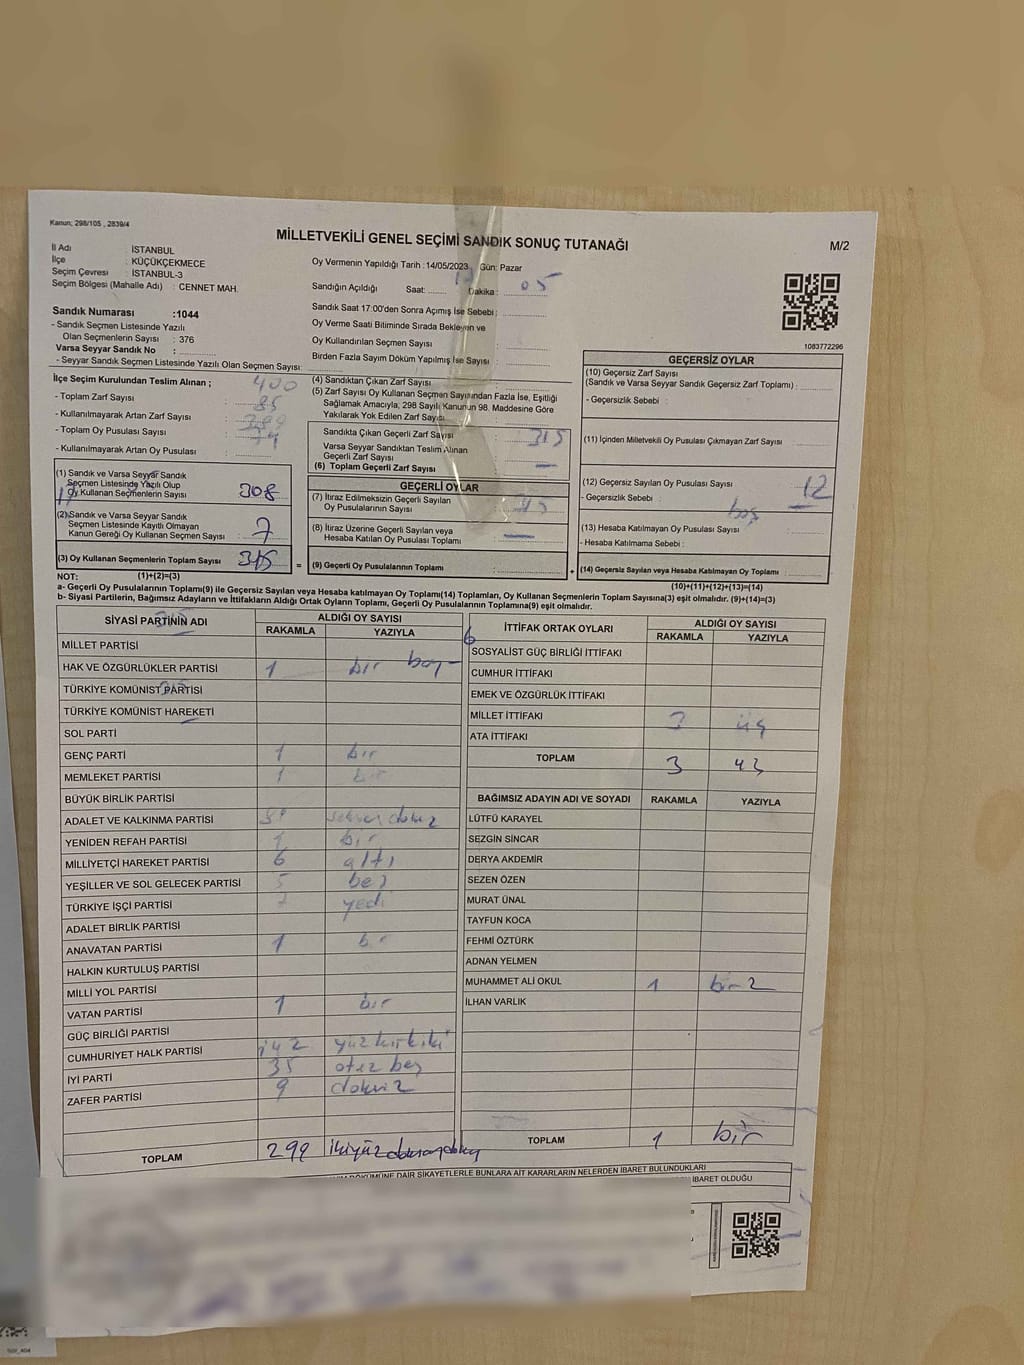 Kanun; 298/105 , 2839/4
MİLLETVEKİLİ GENEL SEÇİMİ SANDIK SONUÇ TUTANAĞI
M/2
İl Adı : İSTANBUL
İlçe : KÜÇÜKÇEKMECE
Seçim Çevresi : İSTANBUL-3
Seçim Bölgesi (Mahalle Adı) : CENNET MAH.
Sandık Numarası :1044
- Sandık Seçmen Listesinde Yazılı
Olan Seçmenlerin Sayısı : 376
Varsa Seyyar Sandık No :
- Seyyar Sandık Seçmen Listesinde Yazılı Olan Seçmen Sayısı:
Oy Vermenin Yapıldığı Tarih : 14/05/2023 Gün: Pazar
Sandığın Açıldığı Saat: Dakika : 05
Sandık Saat 17:00'den Sonra Açımış İse Sebebi :
Oy Verme Saati Bitiminde Sırada Bekleyen ve
Oy Kullandırılan Seçmen Sayısı :
Birden Fazla Sayım Döküm Yapılmış İse Sayısı :
1083772296
İlçe Seçim Kurulundan Teslim Alınan ;
- Toplam Zarf Sayısı : 400
- Kullanılmayarak Artan Zarf Sayısı : 85
- Toplam Oy Pusulası Sayısı :
- Kullanılmayarak Artan Oy Pusulası :
(1) Sandık ve Varsa Seyyar Sandık
Seçmen Listesinde Yazılı Olup
Oy Kullanan Seçmenlerin Sayısı : 308
(2) Sandık ve Varsa Seyyar Sandık
Seçmen Listesinde Kayıtlı Olmayan
Kanun Gereği Oy Kullanan Seçmen Sayısı : 7
(3) Oy Kullanan Seçmenlerin Toplam Sayısı : 315 =
(4) Sandıktan Çıkan Zarf Sayısı :
(5) Zarf Sayısı Oy Kullanan Seçmen Sayısından Fazla İse, Eşitliği
Sağlamak Amacıyla, 298 Sayılı Kanunun 98. Maddesine Göre
Yakılarak Yok Edilen Zarf Sayısı :
Sandıkta Çıkan Geçerli Zarf Sayısı : 315
Varsa Seyyar Sandıktan Teslim Alınan
Geçerli Zarf Sayısı : —
(6) Toplam Geçerli Zarf Sayısı :
GEÇERLİ OYLAR
(7) İtiraz Edilmeksizin Geçerli Sayılan
Oy Pusulalarının Sayısı :
(8) İtiraz Üzerine Geçerli Sayılan veya
Hesaba Katılan Oy Pusulası Toplamı : —
(9) Geçerli Oy Pusulalarının Toplamı : +
GEÇERSİZ OYLAR
(10) Geçersiz Zarf Sayısı
(Sandık ve Varsa Seyyar Sandık Geçersiz Zarf Toplamı) :
- Geçersizlik Sebebi :
(11) İçinden Milletvekili Oy Pusulası Çıkmayan Zarf Sayısı :
(12) Geçersiz Sayılan Oy Pusulası Sayısı : 12
- Geçersizlik Sebebi : boş
(13) Hesaba Katılmayan Oy Pusulası Sayısı :
- Hesaba Katılmama Sebebi :
(14) Geçersiz Sayılan veya Hesaba Katılmayan Oy Toplamı :
NOT: (1)+(2)=(3) (10)+(11)+(12)+(13)=(14)
a- Geçerli Oy Pusulalarının Toplamı(9) ile Geçersiz Sayılan veya Hesaba katılmayan Oy Toplamı(14) Toplamları, Oy Kullanan Seçmenlerin Toplam Sayısına(3) eşit olmalıdır. (9)+(14)=(3)
b- Siyasi Partilerin, Bağımsız Adayların ve İttifakların Aldığı Ortak Oyların Toplamı, Geçerli Oy Pusulalarının Toplamına(9) eşit olmalıdır.
SİYASİ PARTİNİN ADI ALDIĞI OY SAYISI
RAKAMLA YAZIYLA
MİLLET PARTİSİ
HAK VE ÖZGÜRLÜKLER PARTİSİ 1 bir
TÜRKİYE KOMÜNİST PARTİSİ
TÜRKİYE KOMÜNİST HAREKETİ
SOL PARTİ
GENÇ PARTİ 1 bir
MEMLEKET PARTİSİ 1 bir
BÜYÜK BİRLİK PARTİSİ
ADALET VE KALKINMA PARTİSİ 89 seksen dokuz
YENİDEN REFAH PARTİSİ 1 bir
MİLLİYETÇİ HAREKET PARTİSİ 6 altı
YEŞİLLER VE SOL GELECEK PARTİSİ 5 beş
TÜRKİYE İŞÇİ PARTİSİ 7 yedi
ADALET BİRLİK PARTİSİ
ANAVATAN PARTİSİ 1 bir
HALKIN KURTULUŞ PARTİSİ
MİLLİ YOL PARTİSİ
VATAN PARTİSİ 1 bir
GÜÇ BİRLİĞİ PARTİSİ
CUMHURİYET HALK PARTİSİ 142 yüz kırk iki
İYİ PARTİ 35 otuz beş
ZAFER PARTİSİ 9 dokuz
TOPLAM 299 ikiyüz doksan dokuz
İTTİFAK ORTAK OYLARI ALDIĞI OY SAYISI
RAKAMLA YAZIYLA
SOSYALİST GÜÇ BİRLİĞİ İTTİFAKI
CUMHUR İTTİFAKI
EMEK VE ÖZGÜRLÜK İTTİFAKI
MİLLET İTTİFAKI 3 üç
ATA İTTİFAKI
TOPLAM 3 üç
BAĞIMSIZ ADAYIN ADI VE SOYADI RAKAMLA YAZIYLA
LÜTFÜ KARAYEL
SEZGİN SİNCAR
DERYA AKDEMİR
SEZEN ÖZEN
MURAT ÜNAL
TAYFUN KOCA
FEHMİ ÖZTÜRK
ADNAN YELMEN
MUHAMMET ALİ OKUL 1 bir
İLHAN VARLIK
TOPLAM 1 bir
DÖKÜMÜNE DAİR ŞİKAYETLERLE BUNLARA AİT KARARLARIN NELERDEN İBARET BULUNDUKLARI
İBARET OLDUĞU